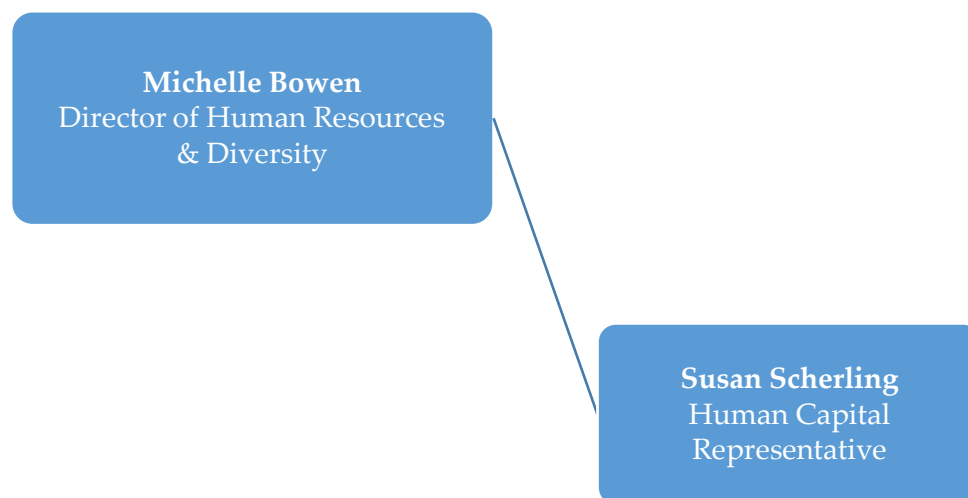 Michelle Bowen
Director of Human Resources
& Diversity
Susan Scherling
Human Capital
Representative